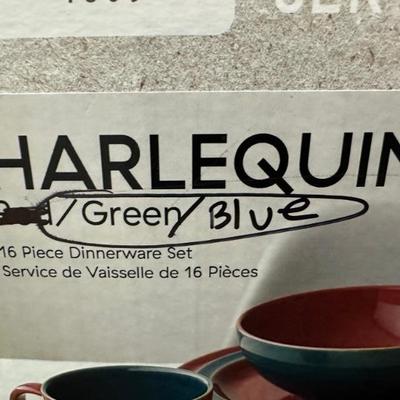 HARLEQUIN
/Green/Blue
16 Piece Dinnerware Set
Service de Vaisselle de 16 Pièces